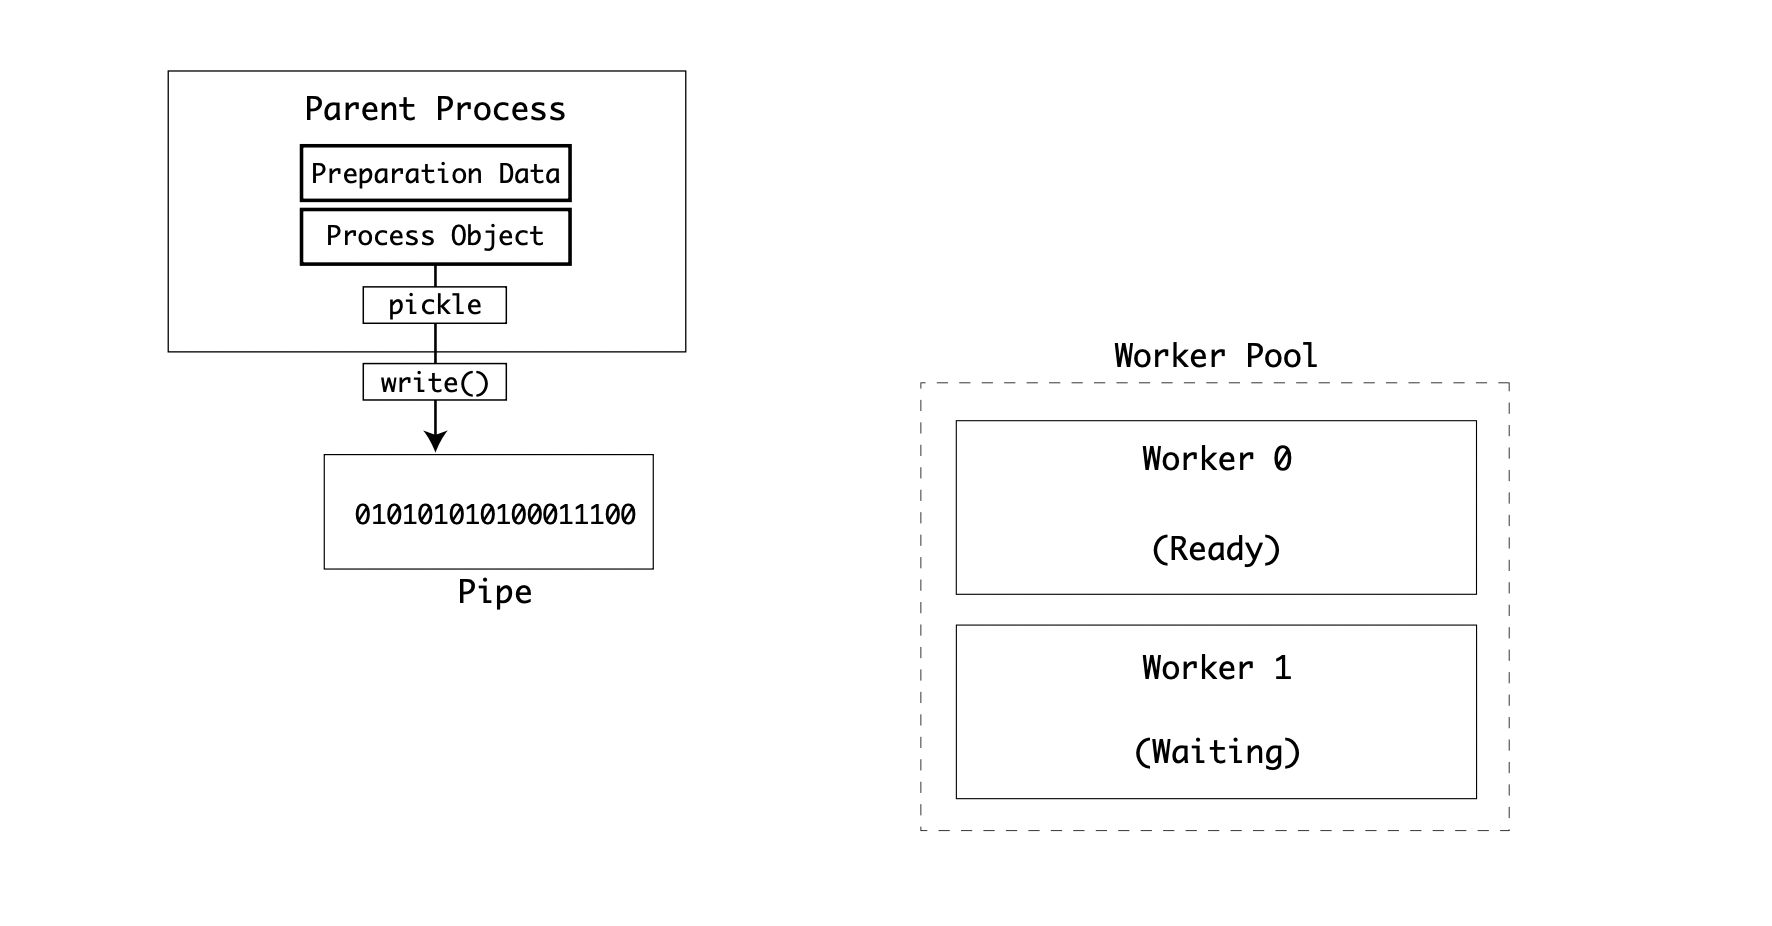 Parent Process
Preparation Data
Process Object
pickle
write()
010101010100011100
Pipe
Worker Pool
Worker 0
(Ready)
Worker 1
(Waiting)